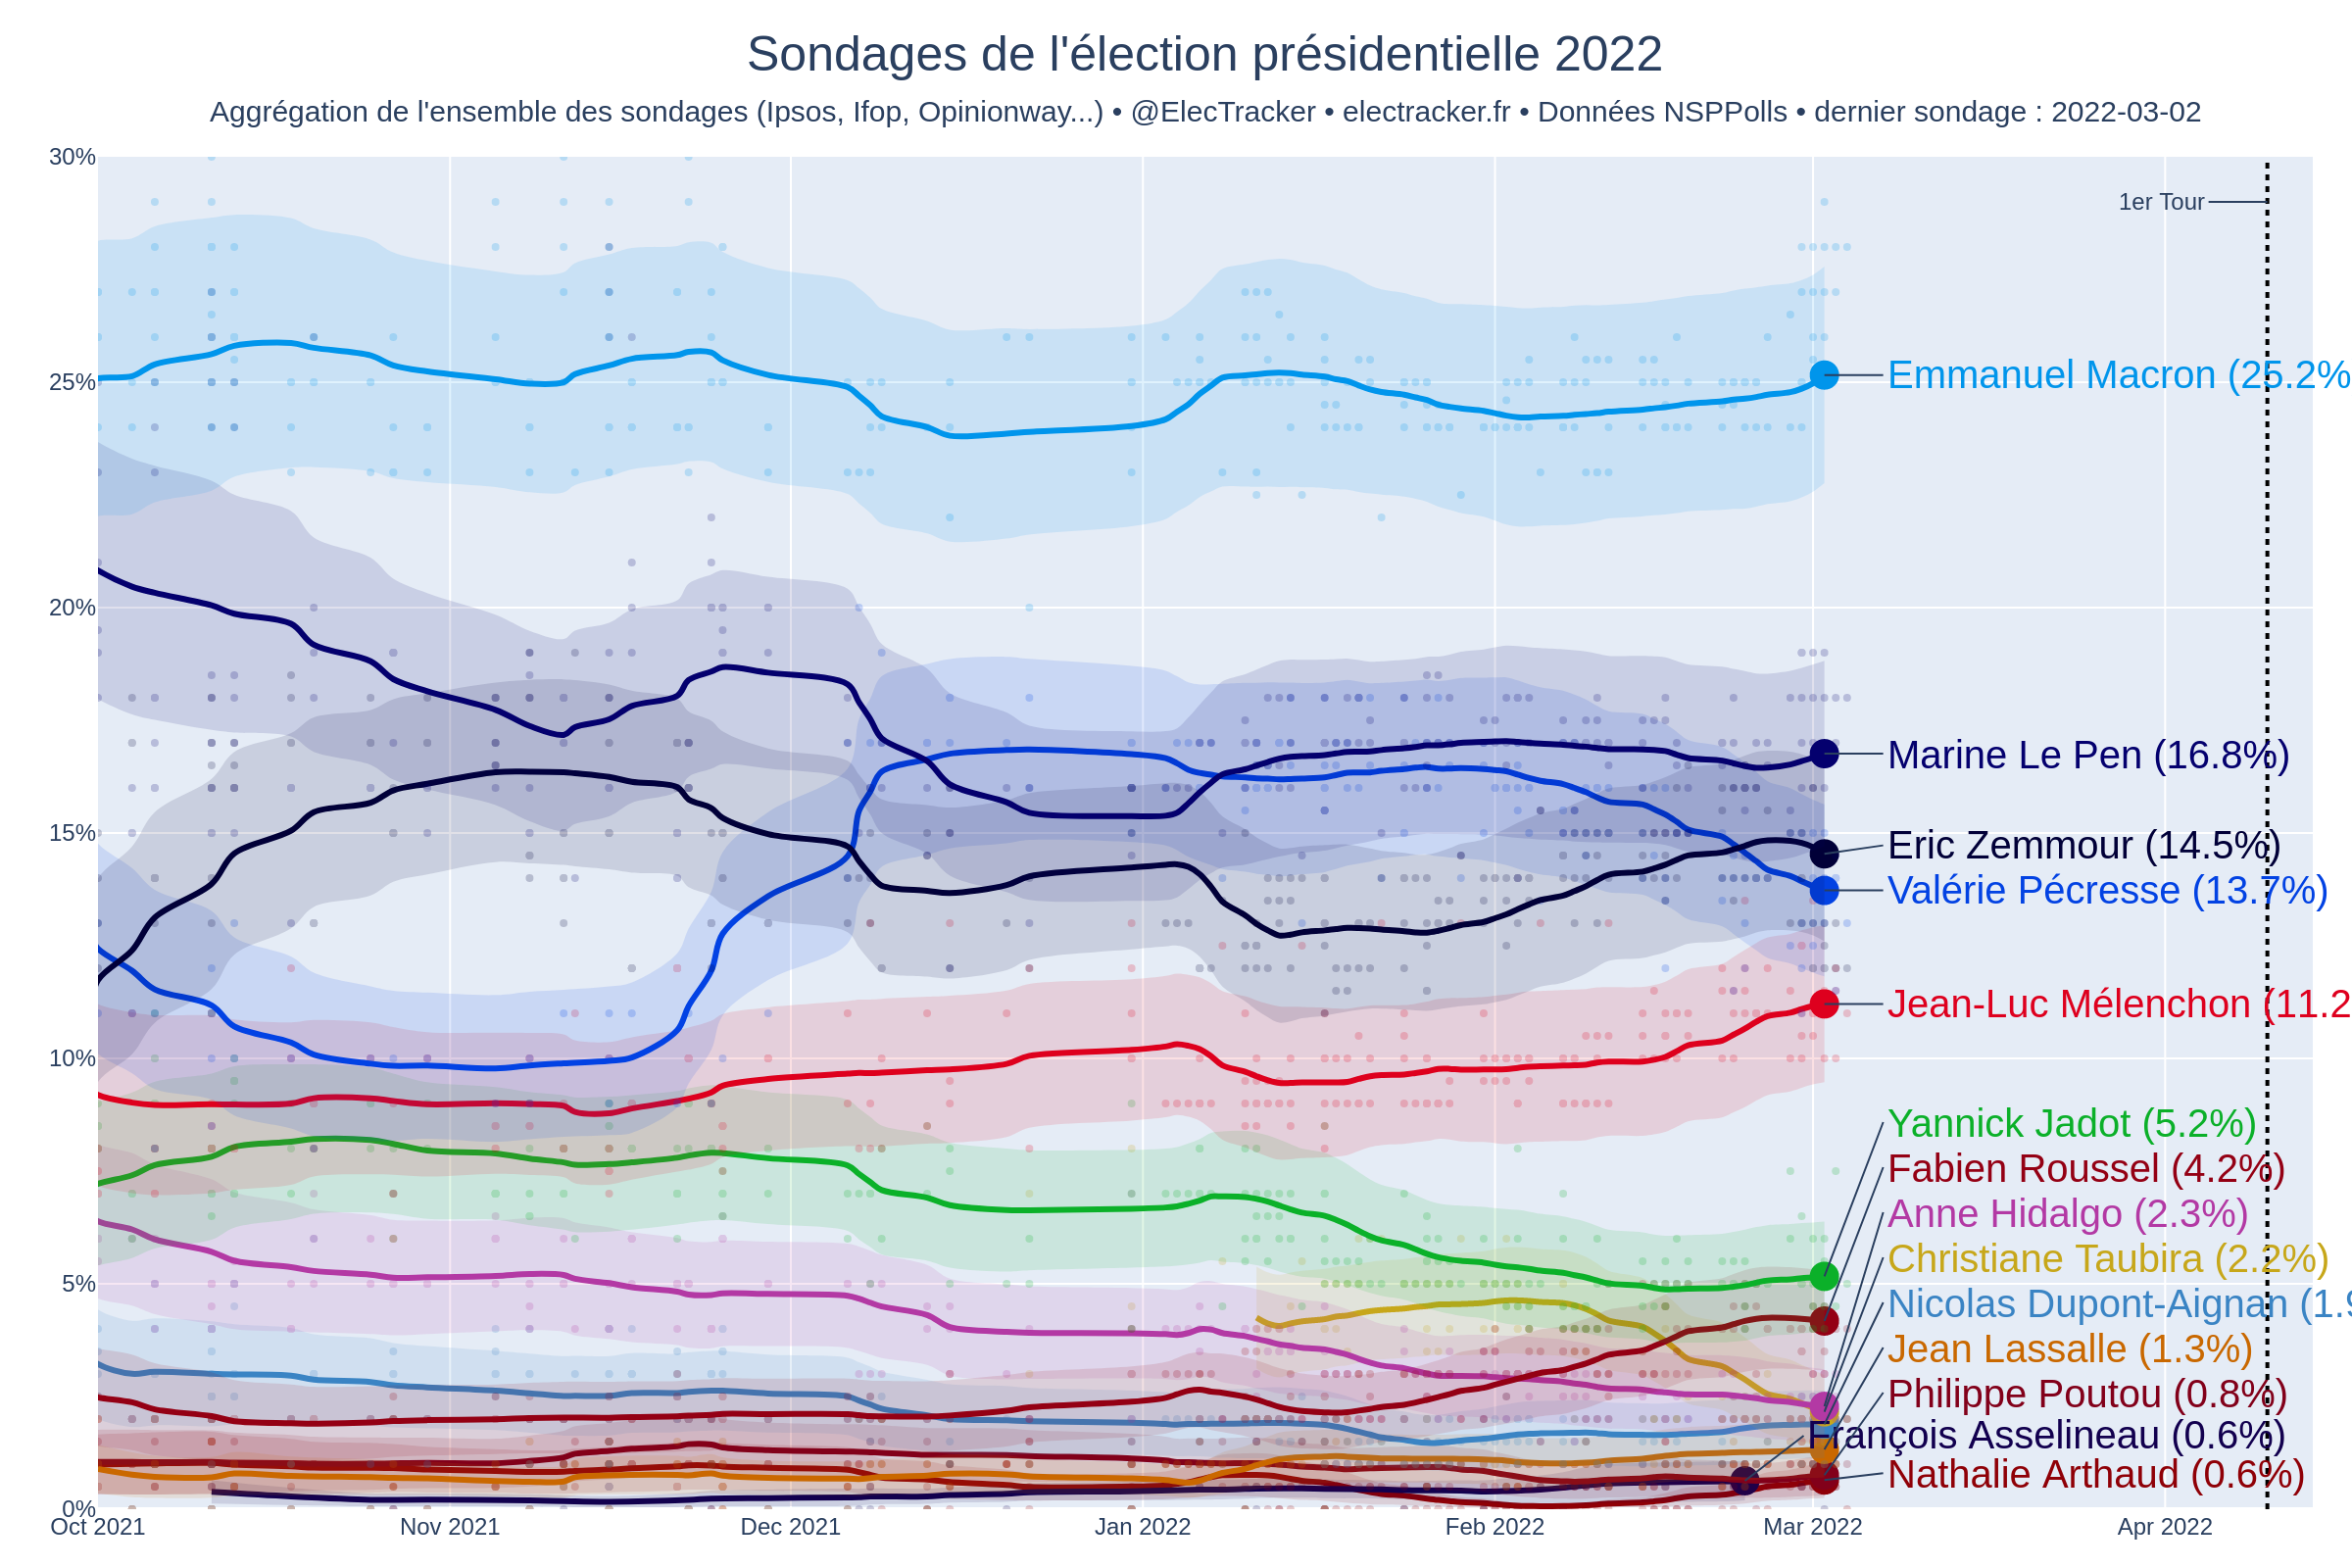 Sondages de l'élection présidentielle 2022
Aggrégation de l'ensemble des sondages (Ipsos, Ifop, Opinionway...) • @ElecTracker • electracker.fr • Données NSPPolls • dernier sondage : 2022-03-02
30%
1er Tour
25%
Emmanuel Macron (25.2%
20%
Marine Le Pen (16.8%)
15%
Eric Zemmour (14.5%)
Valérie Pécresse (13.7%)
Jean-Luc Mélenchon (11.2
10%
Yannick Jadot (5.2%)
Fabien Roussel (4.2%)
Anne Hidalgo (2.3%)
Christiane Taubira (2.2%)
5%
Nicolas Dupont-Aignan (1.9
Jean Lassalle (1.3%)
Philippe Poutou (0.8%)
François Asselineau (0.6%)
Nathalie Arthaud (0.6%)
0%
Oct 2021 Nov 2021 Dec 2021 Jan 2022 Feb 2022 Mar 2022 Apr 2022